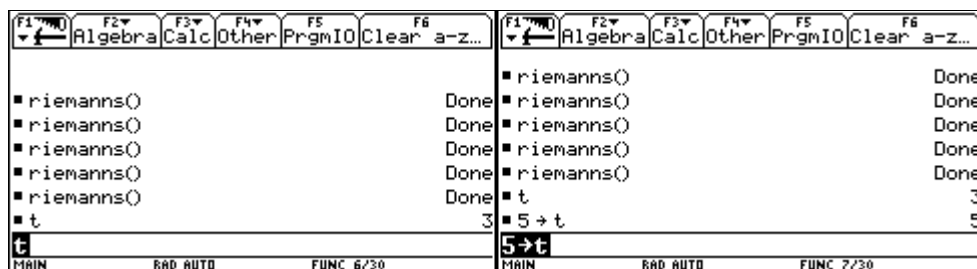 F1 F2 F3 F4 F5 F6
Algebra Calc Other PrgmIO Clear a-z…
riemanns() Done
riemanns() Done
riemanns() Done
riemanns() Done
riemanns() Done
t 3
t
MAIN RAD AUTO FUNC 6/30
F1 F2 F3 F4 F5 F6
Algebra Calc Other PrgmIO Clear a-z…
riemanns() Done
riemanns() Done
riemanns() Done
riemanns() Done
riemanns() Done
t 3
5→t 5
5→t
MAIN RAD AUTO FUNC 7/30